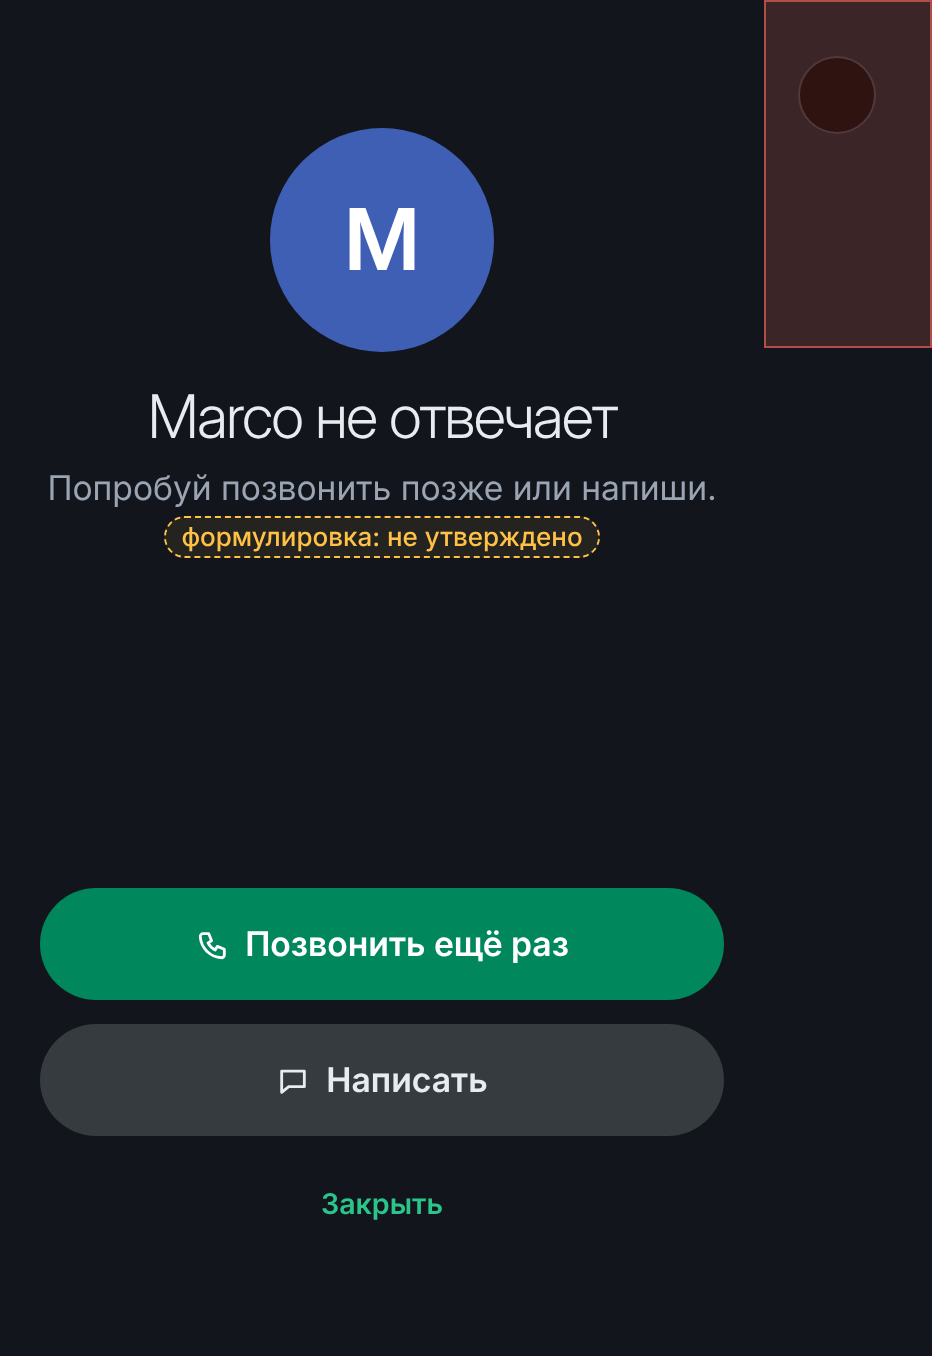 M
Marco не отвечает
Попробуй позвонить позже или напиши.
формулировка: не утверждено
Позвонить ещё раз
Написать
Закрыть